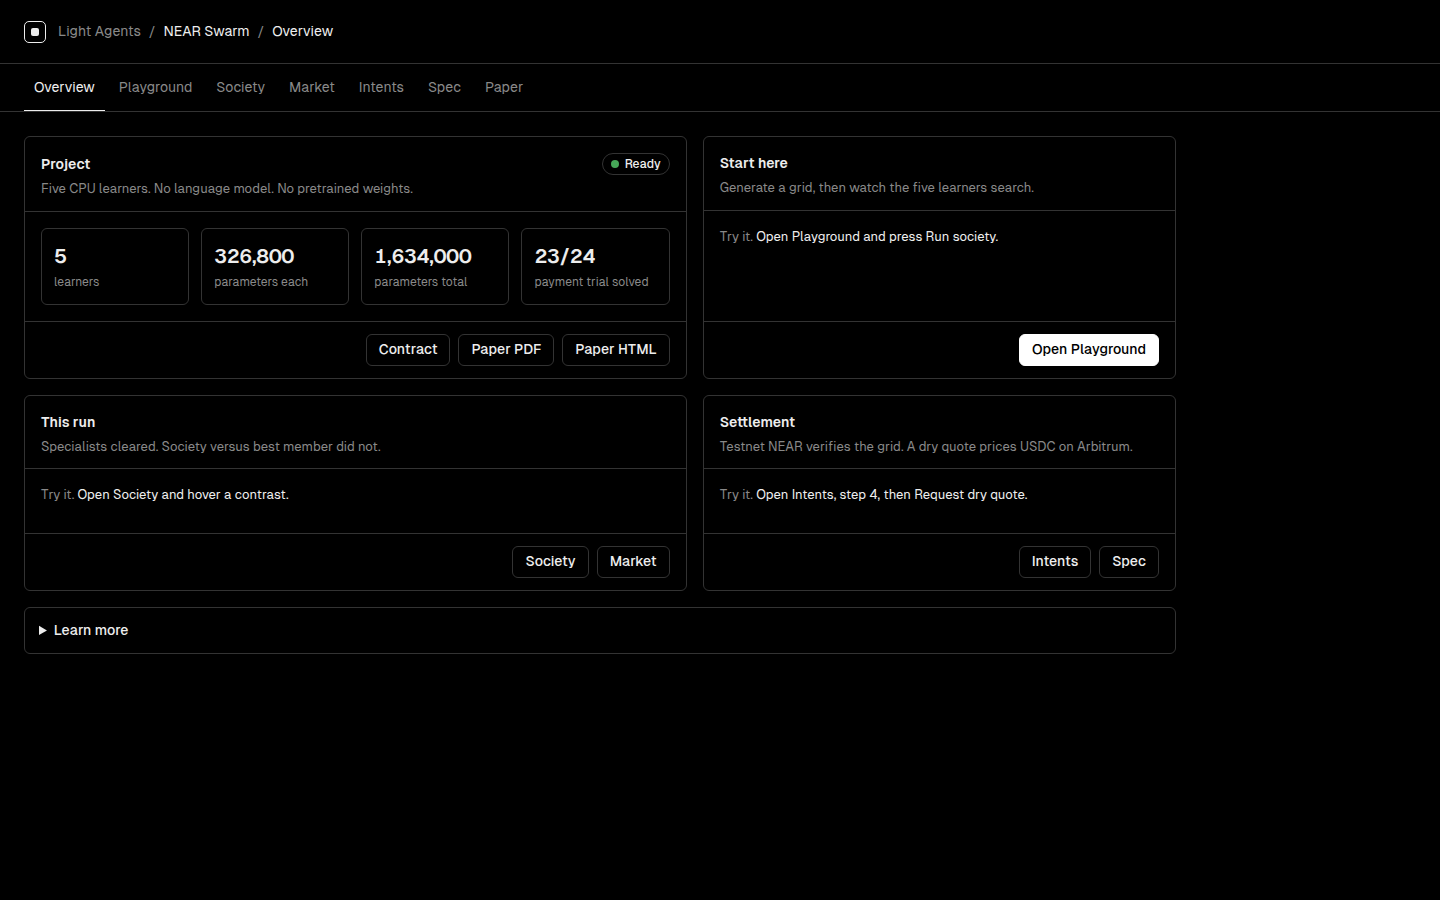 Light Agents / NEAR Swarm / Overview
Overview Playground Society Market Intents Spec Paper
Project
Ready
Five CPU learners. No language model. No pretrained weights.
5
learners
326,800
parameters each
1,634,000
parameters total
23/24
payment trial solved
Contract Paper PDF Paper HTML
Start here
Generate a grid, then watch the five learners search.
Try it. Open Playground and press Run society.
Open Playground
This run
Specialists cleared. Society versus best member did not.
Try it. Open Society and hover a contrast.
Society Market
Settlement
Testnet NEAR verifies the grid. A dry quote prices USDC on Arbitrum.
Try it. Open Intents, step 4, then Request dry quote.
Intents Spec
Learn more